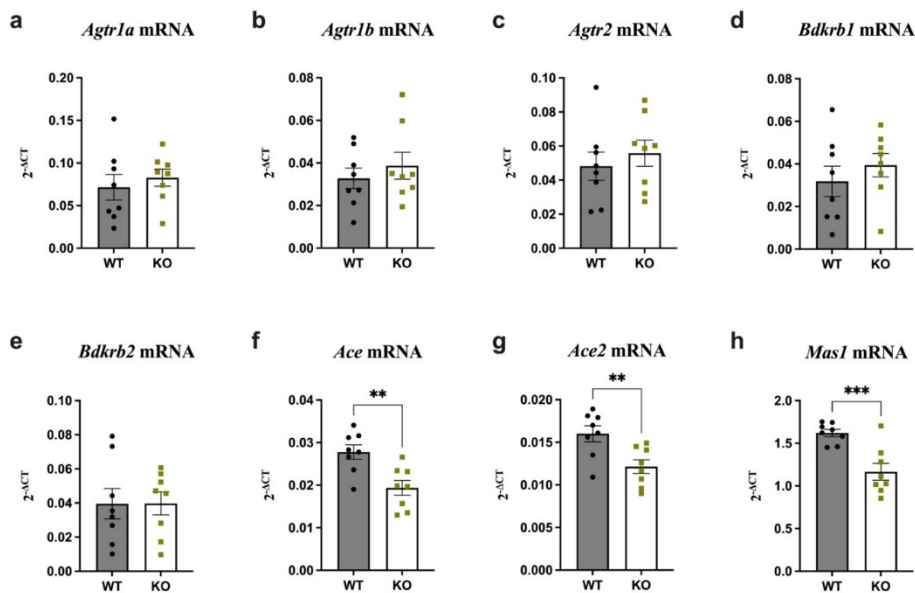 a
Agtr1a mRNA
0.20
0.15
0.10
0.05
0.00
2-ΔCT
WT KO
b
Agtr1b mRNA
0.08
0.06
0.04
0.02
0.00
2-ΔCT
WT KO
c
Agtr2 mRNA
0.10
0.08
0.06
0.04
0.02
0.00
2-ΔCT
WT KO
d
Bdkrb1 mRNA
0.08
0.06
0.04
0.02
0.00
2-ΔCT
WT KO
e
Bdkrb2 mRNA
0.10
0.08
0.06
0.04
0.02
0.00
2-ΔCT
WT KO
f
Ace mRNA
**
0.04
0.03
0.02
0.01
0.00
2-ΔCT
WT KO
g
Ace2 mRNA
**
0.020
0.015
0.010
0.005
0.000
2-ΔCT
WT KO
h
Mas1 mRNA
***
2.0
1.5
1.0
0.5
0.0
2-ΔCT
WT KO